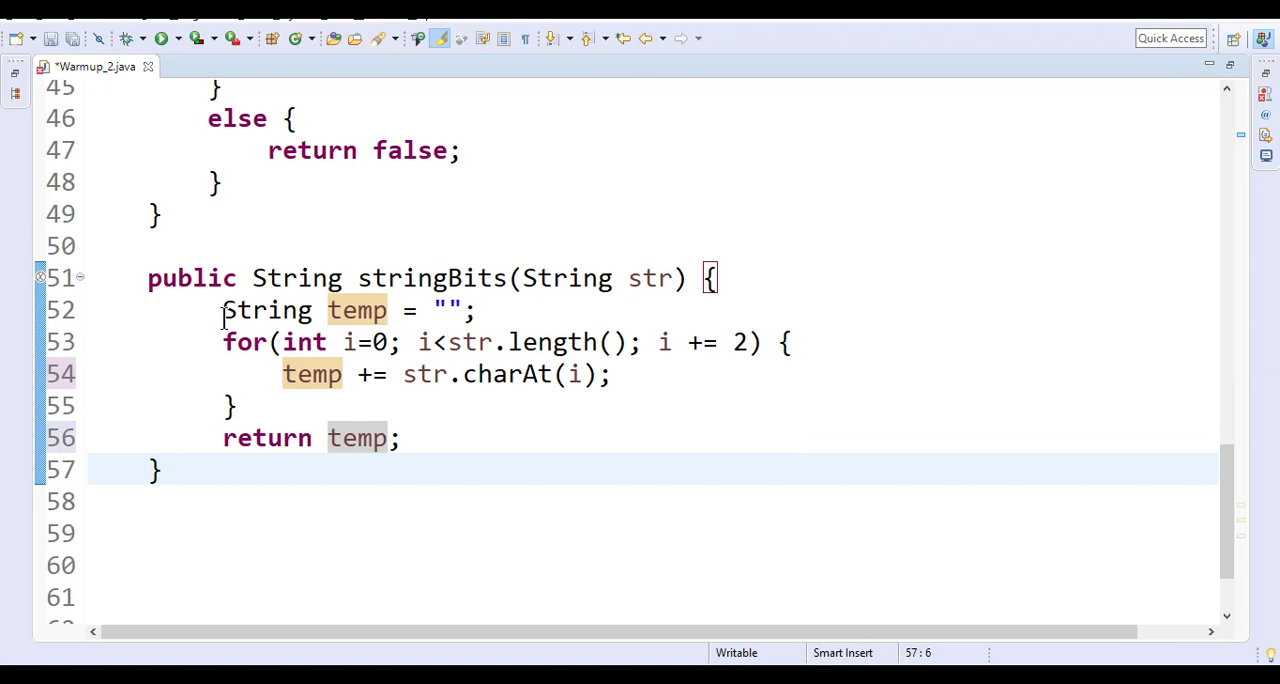 Quick Access
*Warmup_2.java
45 }
46 else {
47 return false;
48 }
49 }
50
51 public String stringBits(String str) {
52 String temp = "";
53 for(int i=0; i<str.length(); i += 2) {
54 temp += str.charAt(i);
55 }
56 return temp;
57 }
58
59
60
61
Writable Smart Insert 57 : 6